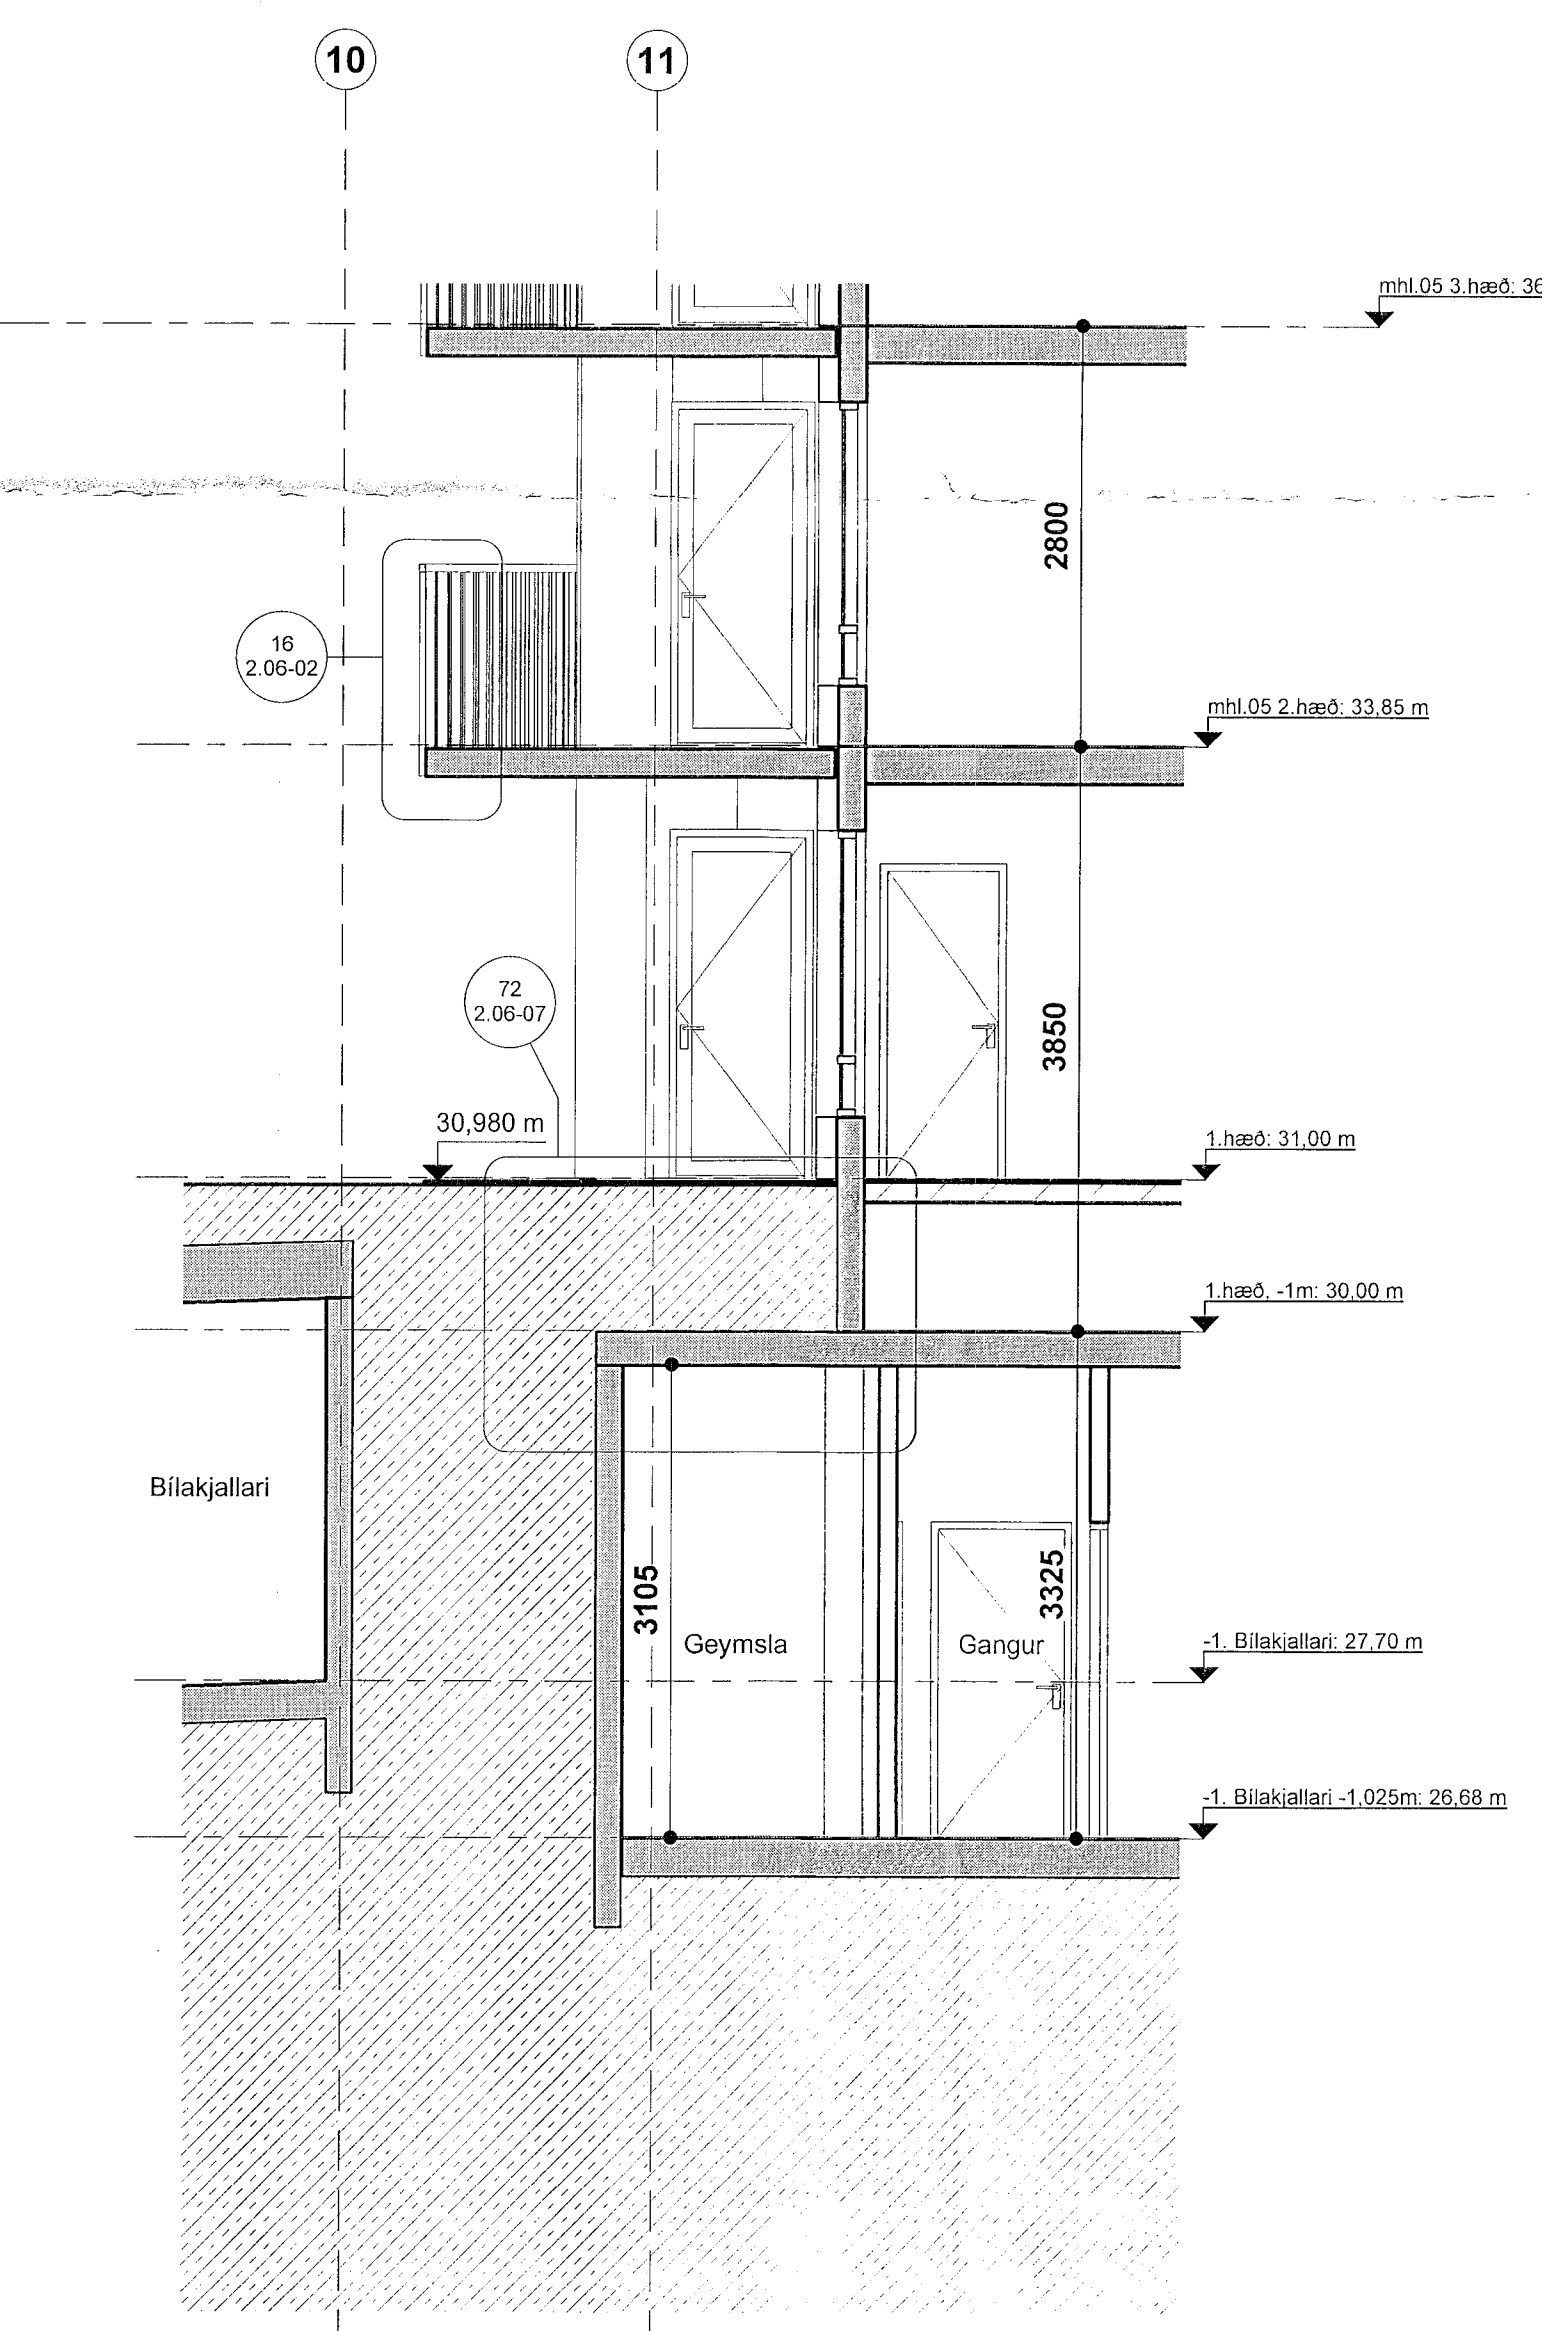 10
11
mhl.05 3.hæð: 36
2800
16
2.06-02
mhl.05 2.hæð: 33,85 m
72
2.06-07
3850
30,980 m
1.hæð: 31,00 m
1.hæð, -1m: 30,00 m
Bílakjallari
3105
3325
Geymsla
Gangur
-1. Bílakjallari: 27,70 m
-1. Bílakjallari -1,025m: 26,68 m